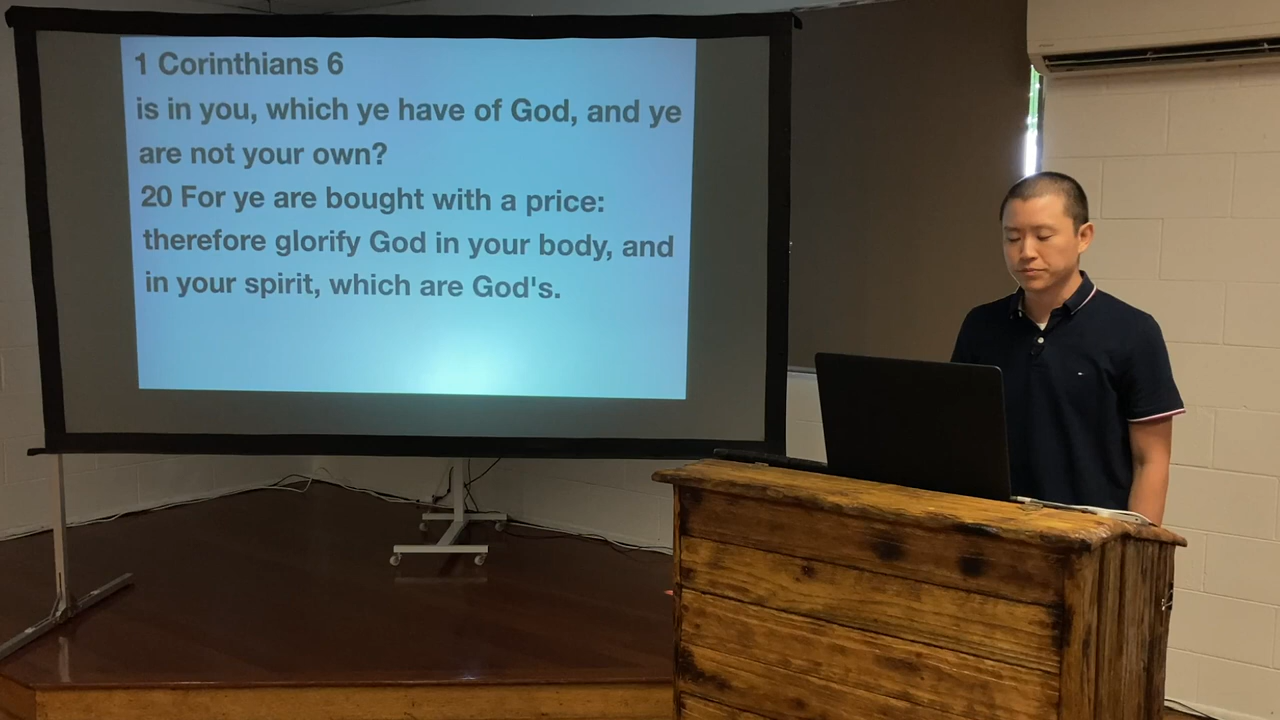 1 Corinthians 6
is in you, which ye have of God, and ye
are not your own?
20 For ye are bought with a price:
therefore glorify God in your body, and
in your spirit, which are God's.